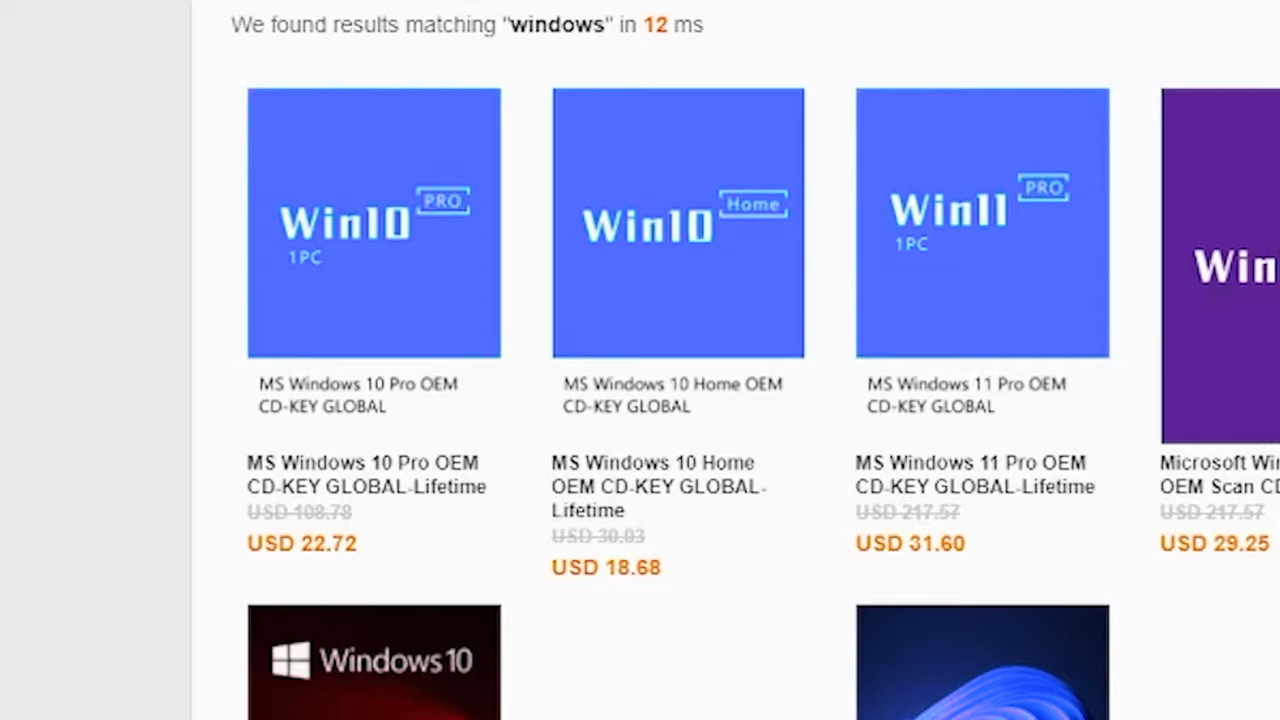 We found results matching "windows" in 12 ms
Win10 PRO
1PC
Win10 Home
Win11 PRO
1PC
Win
MS Windows 10 Pro OEM
CD-KEY GLOBAL
MS Windows 10 Home OEM
CD-KEY GLOBAL
MS Windows 11 Pro OEM
CD-KEY GLOBAL
MS Windows 10 Pro OEM
CD-KEY GLOBAL-Lifetime
USD 108.78
USD 22.72
MS Windows 10 Home
OEM CD-KEY GLOBAL-
Lifetime
USD 30.03
USD 18.68
MS Windows 11 Pro OEM
CD-KEY GLOBAL-Lifetime
USD 217.57
USD 31.60
Microsoft Wi
OEM Scan CD
USD 217.57
USD 29.25
Windows 10